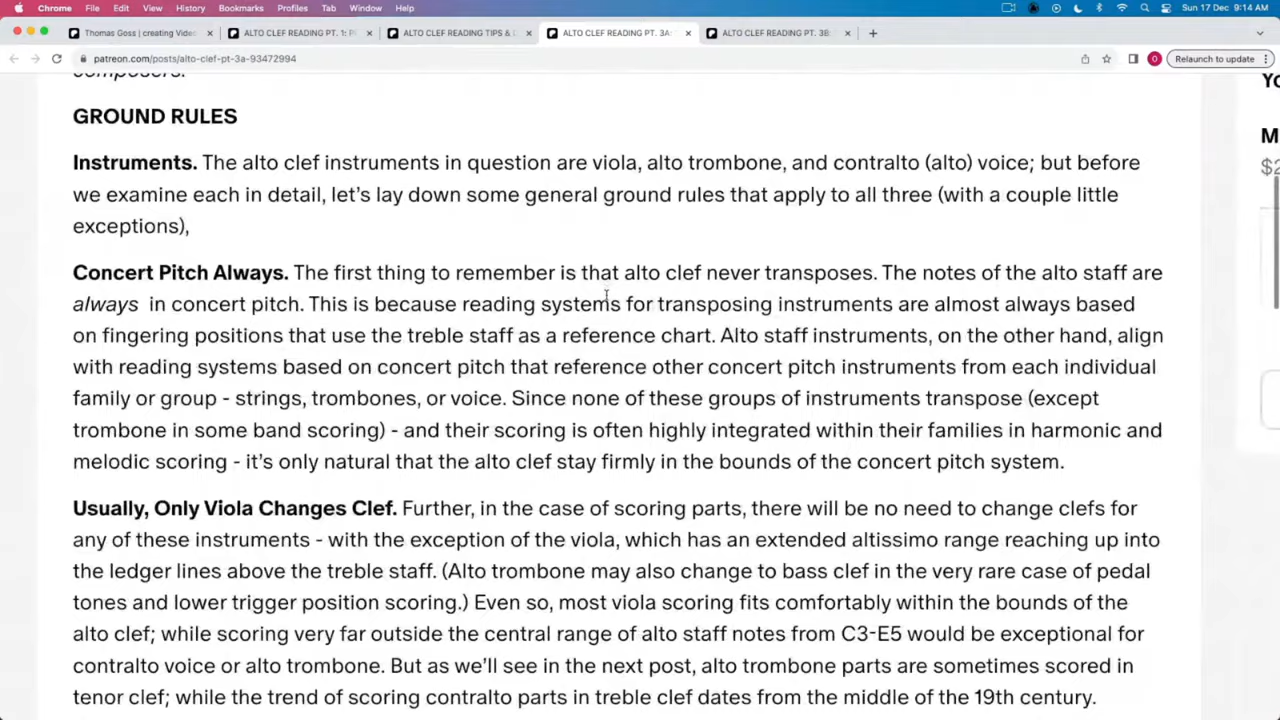 Chrome File Edit View History Bookmarks Profiles Tab Window Help Sun 17 Dec 9:14 AM
Thomas Goss | creating Vide ALTO CLEF READING PT. 1: P ALTO CLEF READING TIPS & ALTO CLEF READING PT. 3A: ALTO CLEF READING PT. 3B:
patreon.com/posts/alto-clef-pt-3a-93472994 Relaunch to update
composers.
GROUND RULES
Instruments. The alto clef instruments in question are viola, alto trombone, and contralto (alto) voice; but before
we examine each in detail, let’s lay down some general ground rules that apply to all three (with a couple little
exceptions),
Concert Pitch Always. The first thing to remember is that alto clef never transposes. The notes of the alto staff are
always in concert pitch. This is because reading systems for transposing instruments are almost always based
on fingering positions that use the treble staff as a reference chart. Alto staff instruments, on the other hand, align
with reading systems based on concert pitch that reference other concert pitch instruments from each individual
family or group - strings, trombones, or voice. Since none of these groups of instruments transpose (except
trombone in some band scoring) - and their scoring is often highly integrated within their families in harmonic and
melodic scoring - it’s only natural that the alto clef stay firmly in the bounds of the concert pitch system.
Usually, Only Viola Changes Clef. Further, in the case of scoring parts, there will be no need to change clefs for
any of these instruments - with the exception of the viola, which has an extended altissimo range reaching up into
the ledger lines above the treble staff. (Alto trombone may also change to bass clef in the very rare case of pedal
tones and lower trigger position scoring.) Even so, most viola scoring fits comfortably within the bounds of the
alto clef; while scoring very far outside the central range of alto staff notes from C3-E5 would be exceptional for
contralto voice or alto trombone. But as we’ll see in the next post, alto trombone parts are sometimes scored in
tenor clef; while the trend of scoring contralto parts in treble clef dates from the middle of the 19th century.